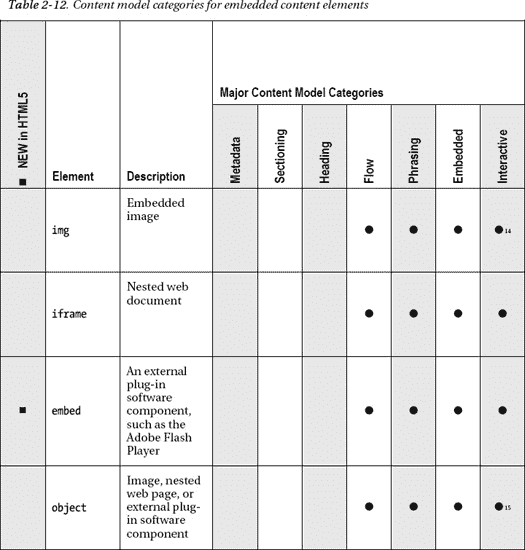 Table 2-12. Content model categories for embedded content elements
Major Content Model Categories
■ NEW in HTML5
Element
Description
Metadata
Sectioning
Heading
Flow
Phrasing
Embedded
Interactive
img
Embedded
image
● ● ● ●14
iframe
Nested web
document
● ● ● ●
■
embed
An external
plug-in
software
component,
such as the
Adobe Flash
Player
● ● ● ●
object
Image, nested
web page, or
external plug-
in software
component
● ● ● ●15